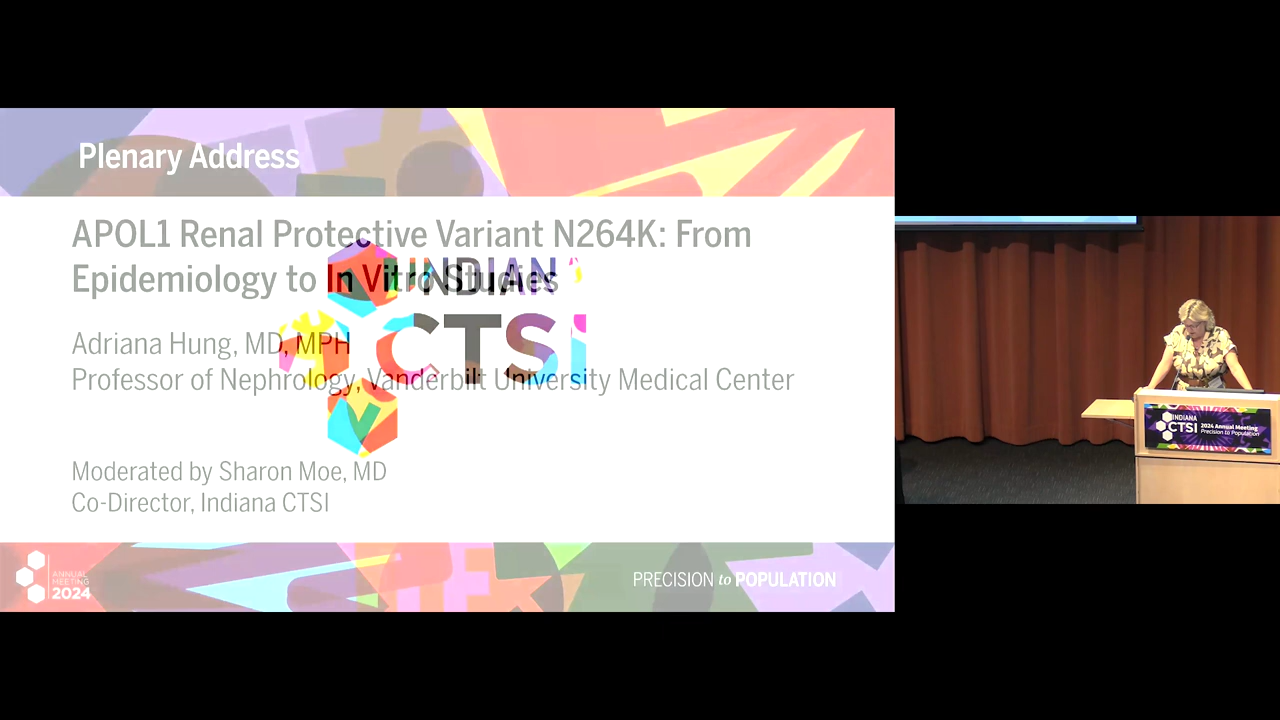 Plenary Address
APOL1 Renal Protective Variant N264K: From
Epidemiology to In Vitro Studies
INDIANA
CTSI
Adriana Hung, MD, MPH
Professor of Nephrology, Vanderbilt University Medical Center
Moderated by Sharon Moe, MD
Co-Director, Indiana CTSI
ANNUAL
MEETING
2024
PRECISION to POPULATION
INDIANA
CTSI
2024 Annual Meeting
Precision to Population